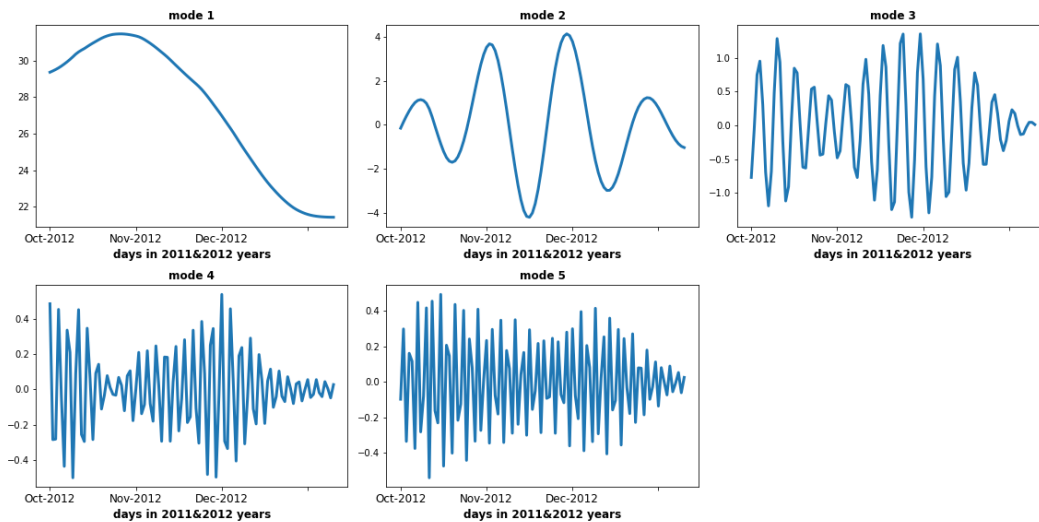 mode 1
30
28
26
24
22
Oct-2012 Nov-2012 Dec-2012
days in 2011&2012 years
mode 2
4
2
0
−2
−4
Oct-2012 Nov-2012 Dec-2012
days in 2011&2012 years
mode 3
1.0
0.5
0.0
−0.5
−1.0
Oct-2012 Nov-2012 Dec-2012
days in 2011&2012 years
mode 4
0.4
0.2
0.0
−0.2
−0.4
Oct-2012 Nov-2012 Dec-2012
days in 2011&2012 years
mode 5
0.4
0.2
0.0
−0.2
−0.4
Oct-2012 Nov-2012 Dec-2012
days in 2011&2012 years